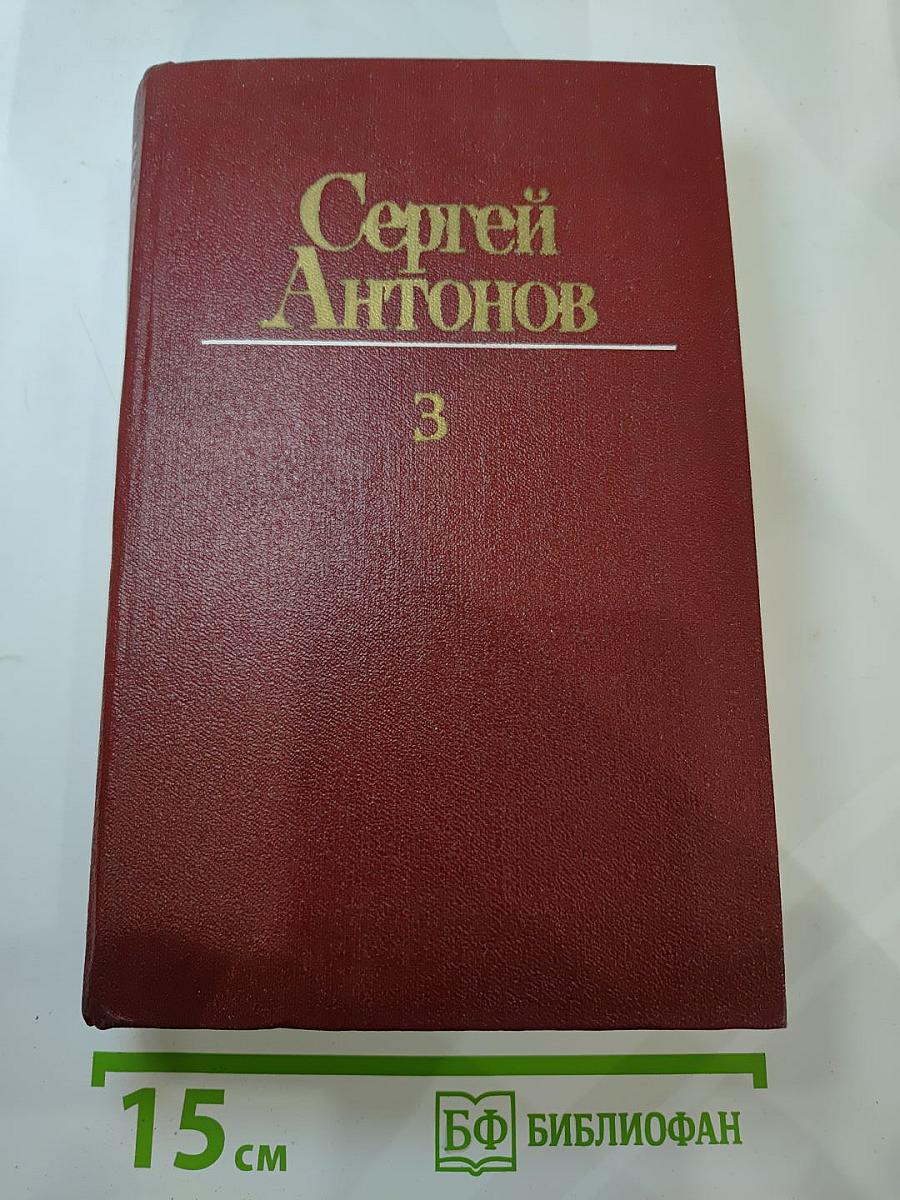 Сергей
Антонов
3
15 см
БФ БИБЛИОФАН